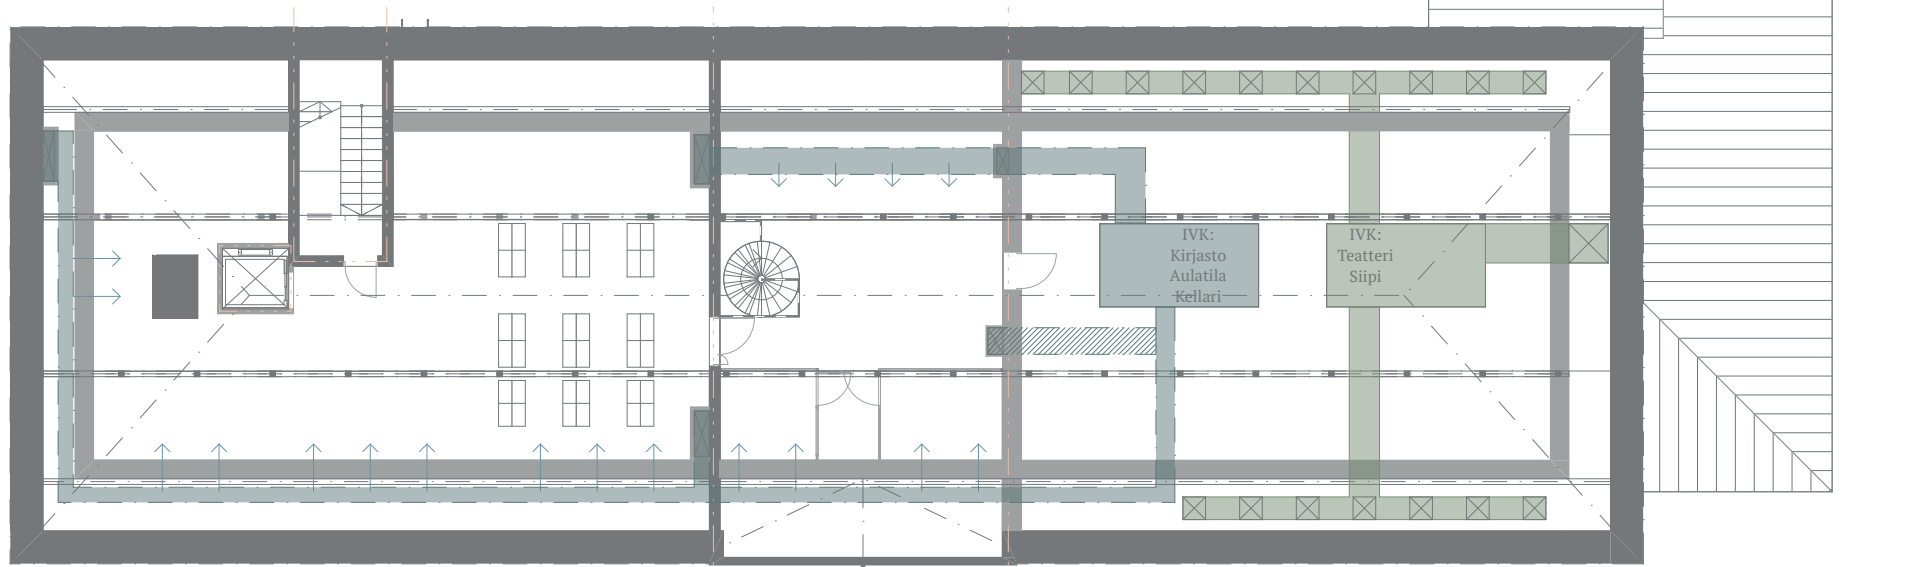 IVK:
Kirjasto
Aulatila
Kellari
IVK:
Teatteri
Siipi